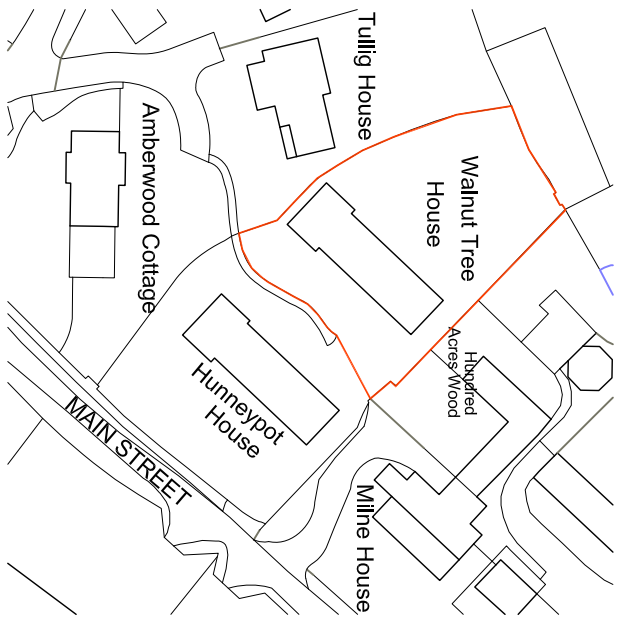 Tullig House
Amberwood Cottage
Walnut Tree
House
Hundred
Acres Wood
Hunneypot
House
MAIN STREET
Milne House